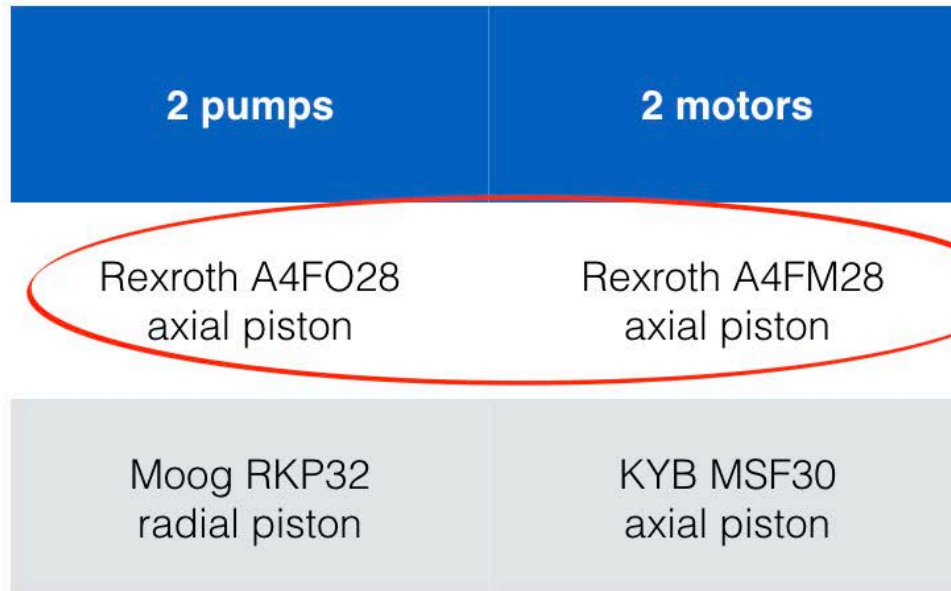 2 pumps
2 motors
Rexroth A4FO28
axial piston
Rexroth A4FM28
axial piston
Moog RKP32
radial piston
KYB MSF30
axial piston